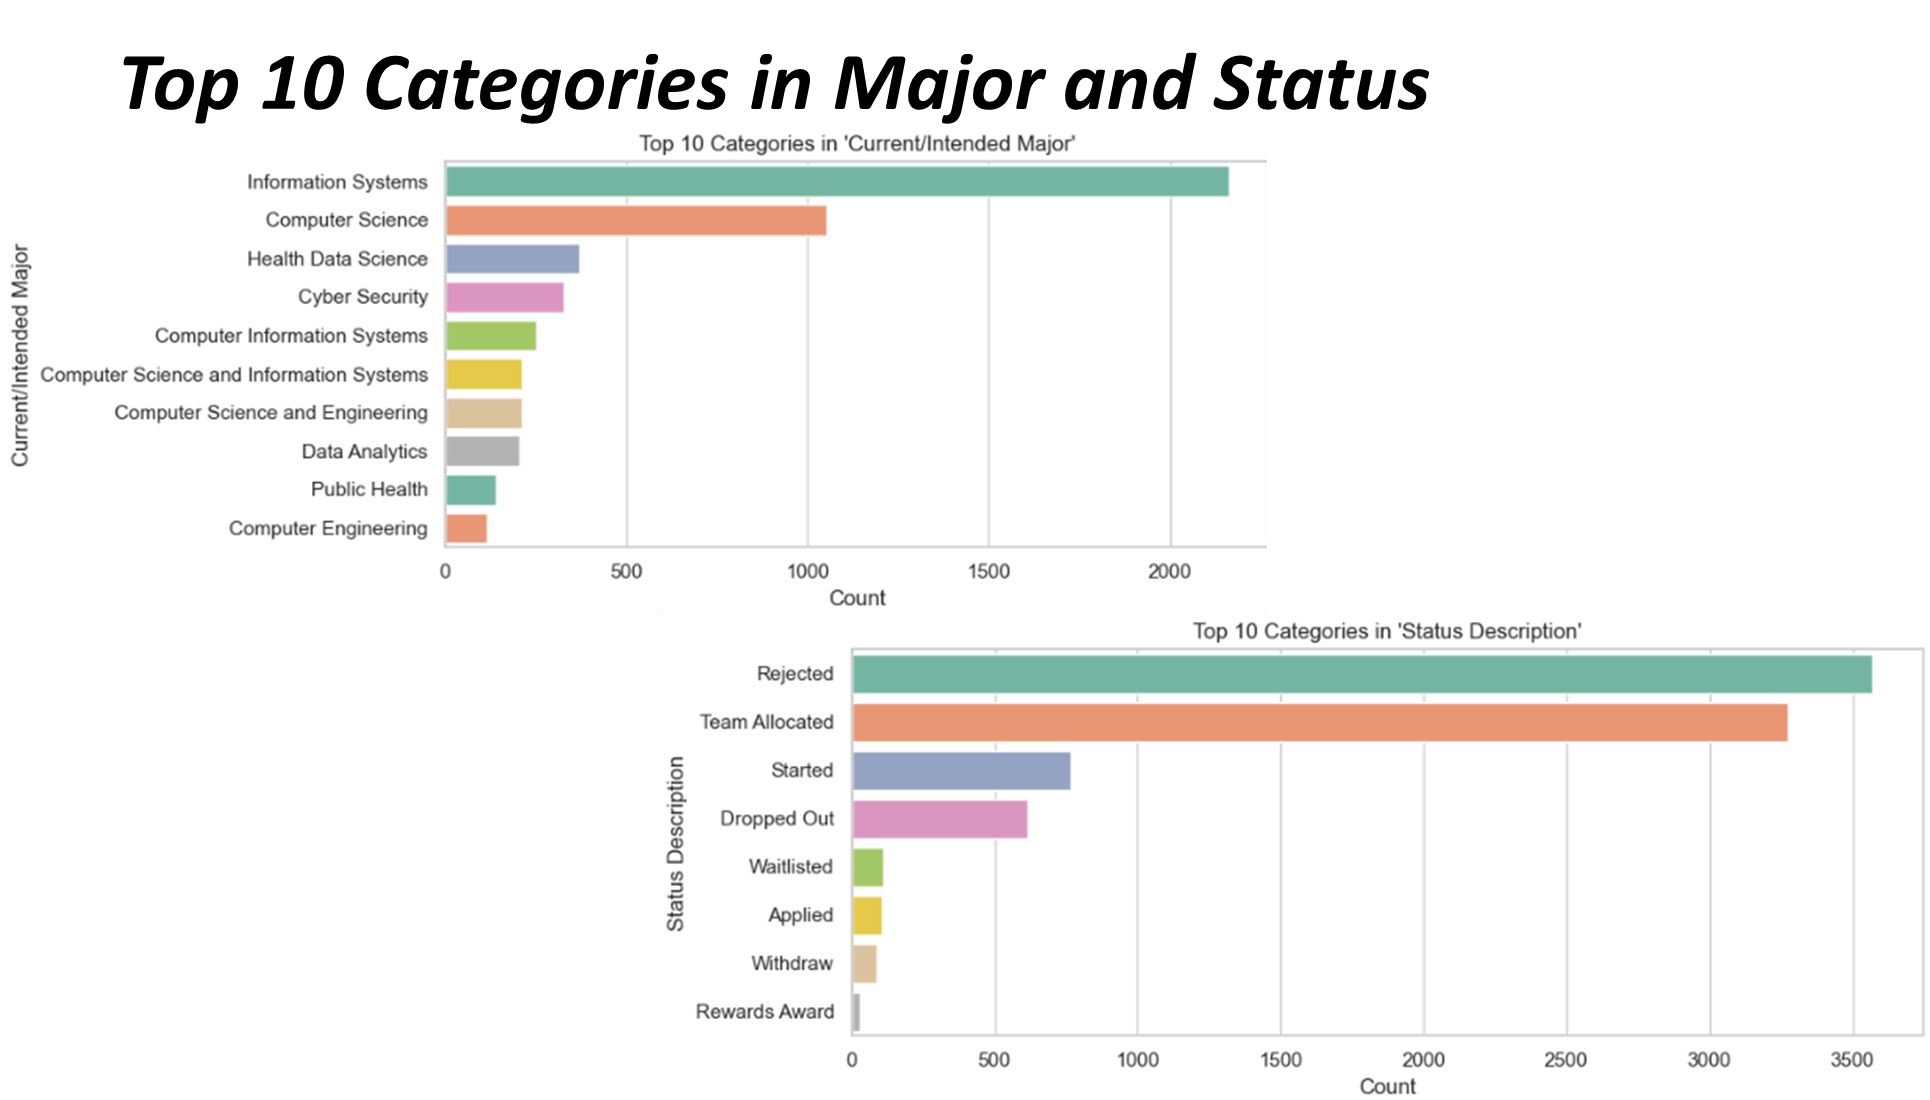 Top 10 Categories in Major and Status
Top 10 Categories in 'Current/Intended Major'
Current/Intended Major
Information Systems
Computer Science
Health Data Science
Cyber Security
Computer Information Systems
Computer Science and Information Systems
Computer Science and Engineering
Data Analytics
Public Health
Computer Engineering
0 500 1000 1500 2000
Count
Top 10 Categories in 'Status Description'
Status Description
Rejected
Team Allocated
Started
Dropped Out
Waitlisted
Applied
Withdraw
Rewards Award
0 500 1000 1500 2000 2500 3000 3500
Count